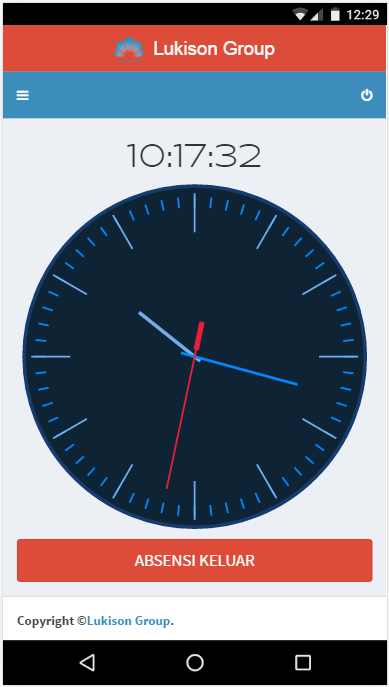 12:29
Lukison Group
10:17:32
ABSENSI KELUAR
Copyright ©Lukison Group.